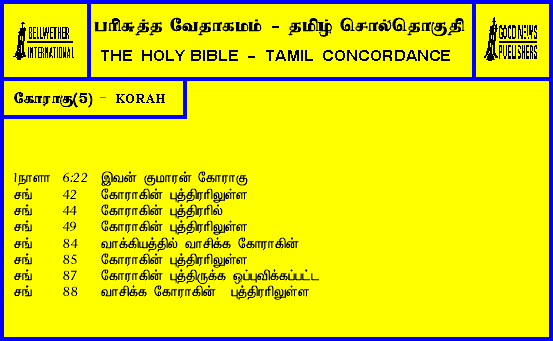 BELLWETHER
INTERNATIONAL
பரிசுத்த வேதாகமம் - தமிழ் சொல்தொகுதி
THE HOLY BIBLE - TAMIL CONCORDANCE
GOOD NEWS
PUBLISHERS
கோராகு(5) - KORAH
1நாளா 6:22 இவன் குமாரன் கோராகு
சங் 42 கோராகின் புத்திரரிலுள்ள
சங் 44 கோராகின் புத்திரரில்
சங் 49 கோராகின் புத்திரரிலுள்ள
சங் 84 வாக்கியத்தில் வாசிக்க கோராகின்
சங் 85 கோராகின் புத்திரரிலுள்ள
சங் 87 கோராகின் புத்திருக்க ஒப்புவிக்கப்பட்ட
சங் 88 வாசிக்க கோராகின் புத்திரரிலுள்ள